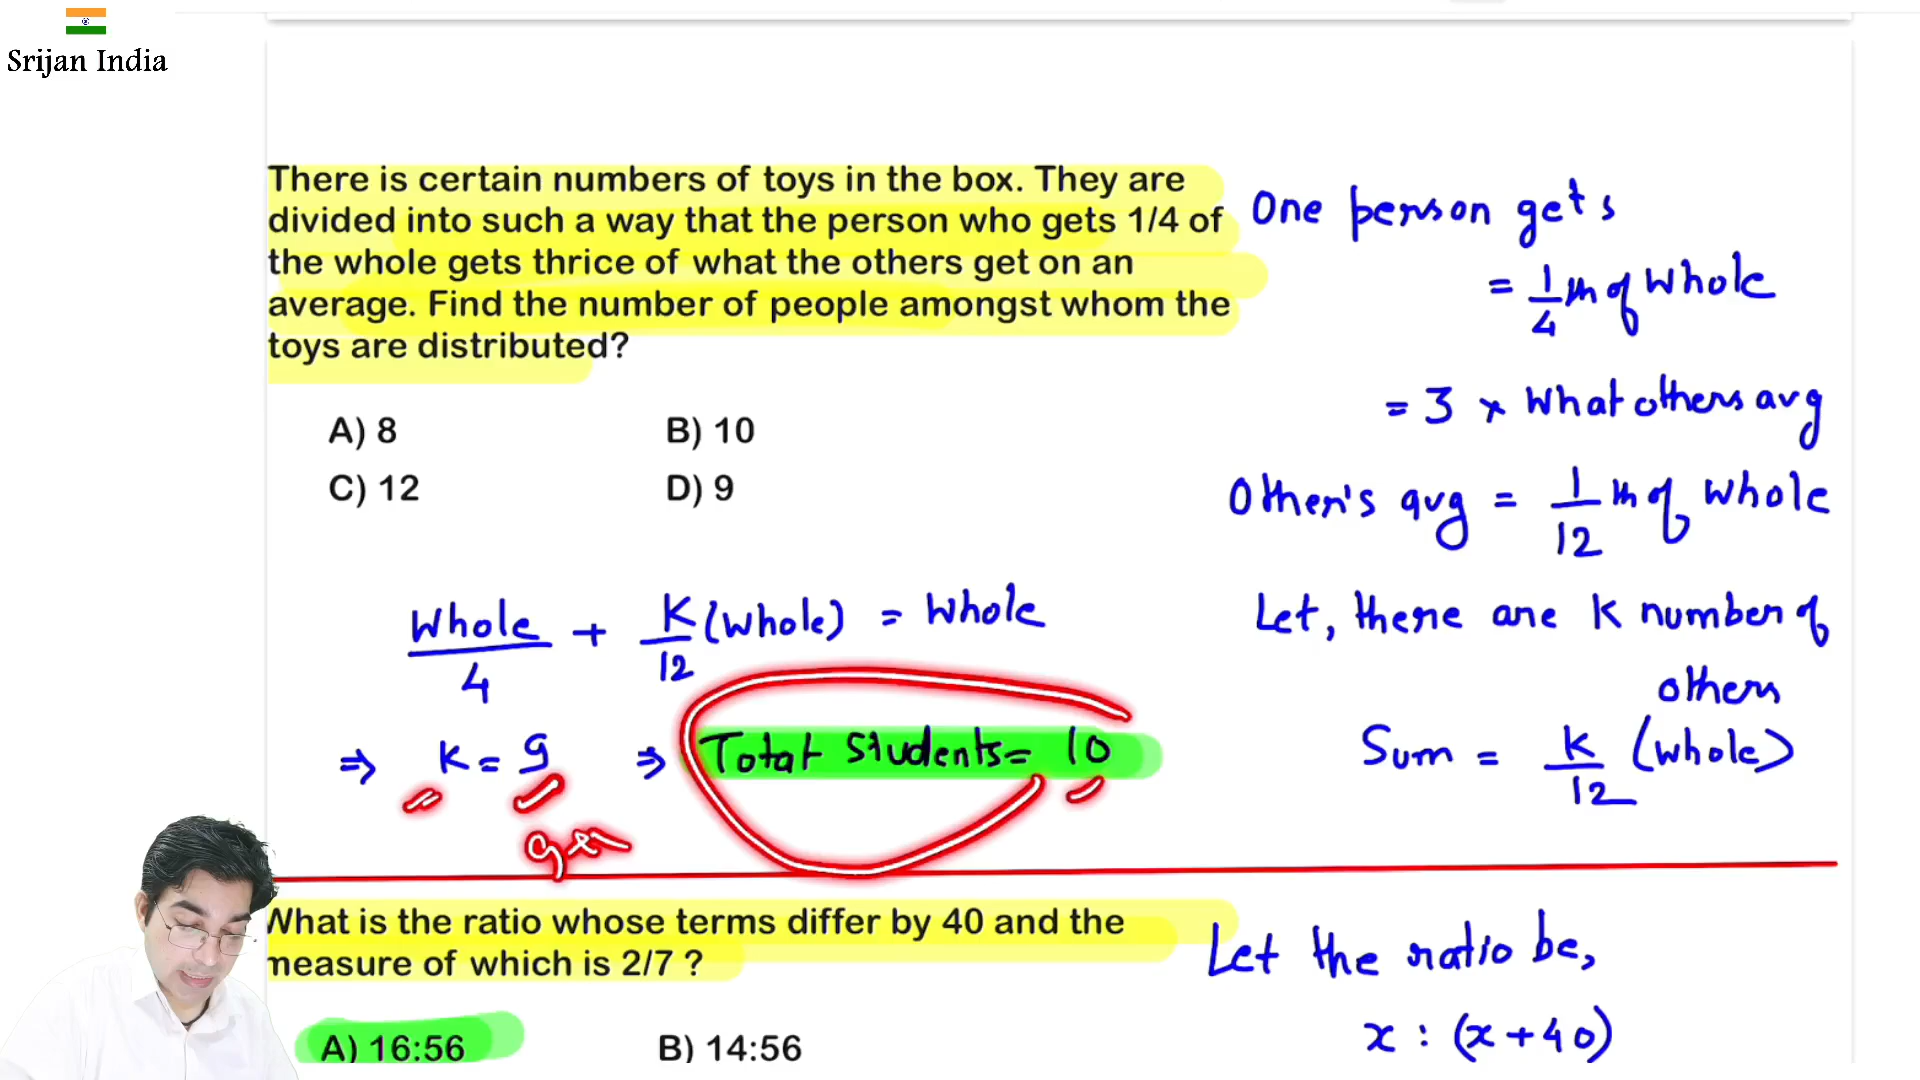 Srijan India
There is certain numbers of toys in the box. They are
divided into such a way that the person who gets 1/4 of
the whole gets thrice of what the others get on an
average. Find the number of people amongst whom the
toys are distributed?
A) 8
B) 10
C) 12
D) 9
One person gets
= 1/4 th of whole
= 3 × what others avg
Other's avg = 1/12 th of whole
Let, there are K number of
others
Sum = K/12 (whole)
Whole/4 + K/12 (whole) = whole
⇒ K = 9 ⇒ Total Students = 10
What is the ratio whose terms differ by 40 and the
measure of which is 2/7 ?
A) 16:56
B) 14:56
Let the ratio be,
x : (x + 40)